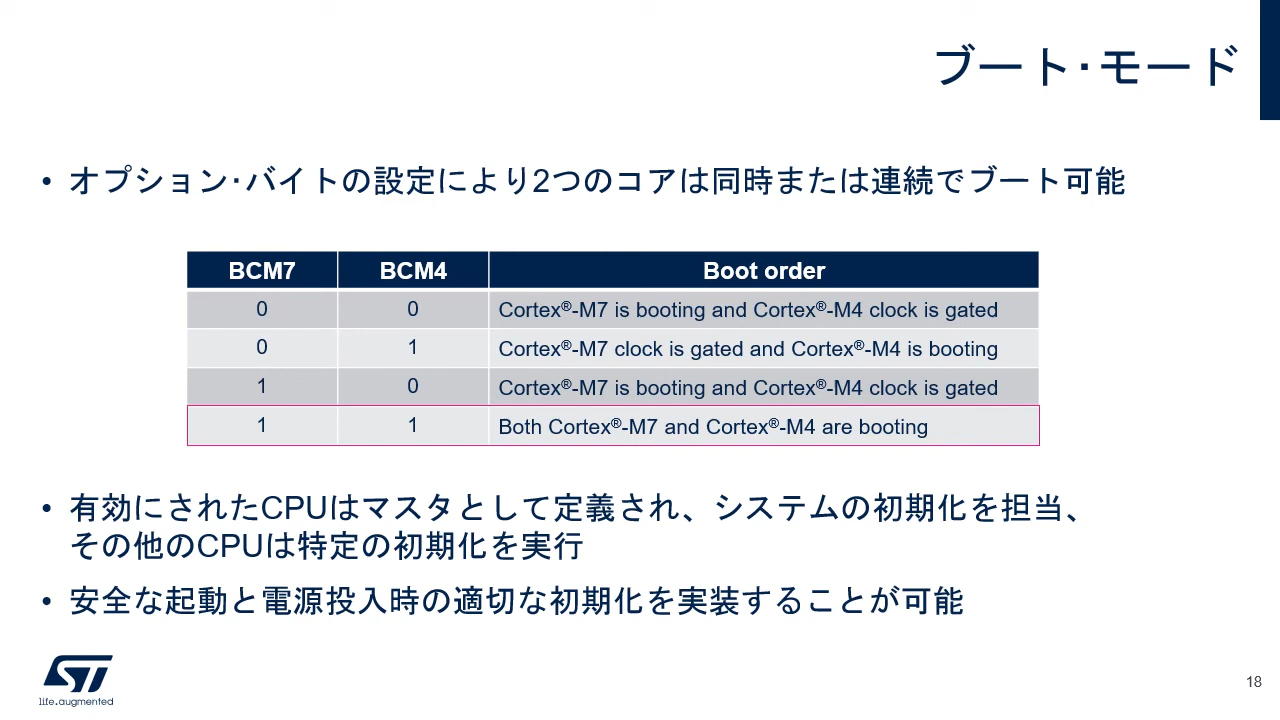 ブート･モード
• オプション･バイトの設定により2つのコアは同時または連続でブート可能
BCM7 BCM4 Boot order
0 0 Cortex®-M7 is booting and Cortex®-M4 clock is gated
0 1 Cortex®-M7 clock is gated and Cortex®-M4 is booting
1 0 Cortex®-M7 is booting and Cortex®-M4 clock is gated
1 1 Both Cortex®-M7 and Cortex®-M4 are booting
• 有効にされたCPUはマスタとして定義され、システムの初期化を担当、
その他のCPUは特定の初期化を実行
• 安全な起動と電源投入時の適切な初期化を実装することが可能
ST
life.augmented
18